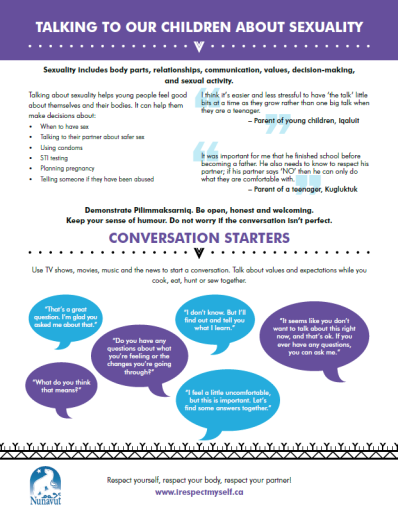 TALKING TO OUR CHILDREN ABOUT SEXUALITY
Sexuality includes body parts, relationships, communication, values, decision-making,
and sexual activity.
Talking about sexuality helps young people feel good
about themselves and their bodies. It can help them
make decisions about:
• When to have sex
• Talking to their partner about safer sex
• Using condoms
• STI testing
• Planning pregnancy
• Telling someone if they have been abused
“
I think it’s easier and less stressful to have ‘the talk’ little
bits at a time as they grow rather than one big talk when
they are a teenager.
”
– Parent of young children, Iqaluit
“
It was important for me that he finished school before
becoming a father. He also needs to know to respect his
partner; if his partner says ‘NO’ then he can only do
what they are comfortable with.
”
– Parent of a teenager, Kugluktuk
Demonstrate Pilimmaksarniq. Be open, honest and welcoming.
Keep your sense of humour. Do not worry if the conversation isn’t perfect.
CONVERSATION STARTERS
Use TV shows, movies, music and the news to start a conversation. Talk about values and expectations while you
cook, eat, hunt or sew together.
“That’s a great
question. I’m glad you
asked me about that.”
“What do you think
that means?”
“Do you have any
questions about what
you’re feeling or the
changes you’re going
through?”
“I don’t know. But I’ll
find out and tell you
what I learn.”
“I feel a little uncomfortable,
but this is important. Let’s
find some answers together.”
“It seems like you don’t
want to talk about this right
now, and that’s ok. If you
ever have any questions,
you can ask me.”
Nunavut
Respect yourself, respect your body, respect your partner!
www.irespectmyself.ca